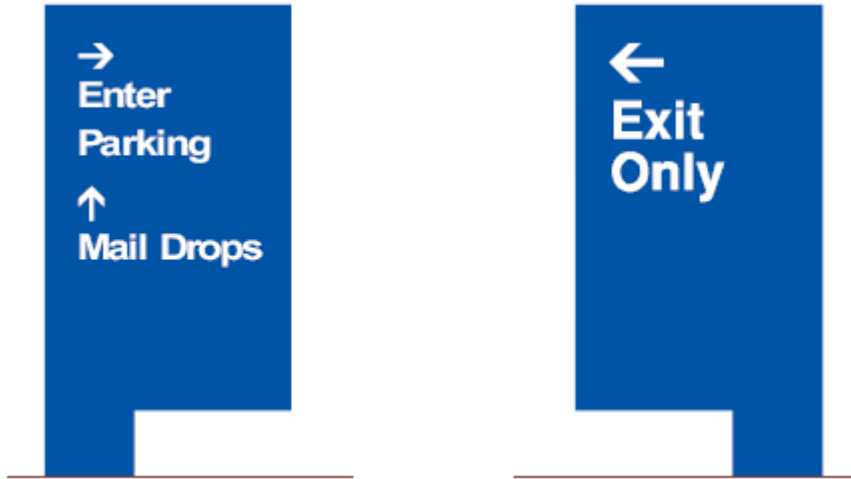 →
Enter
Parking
↑
Mail Drops
←
Exit
Only